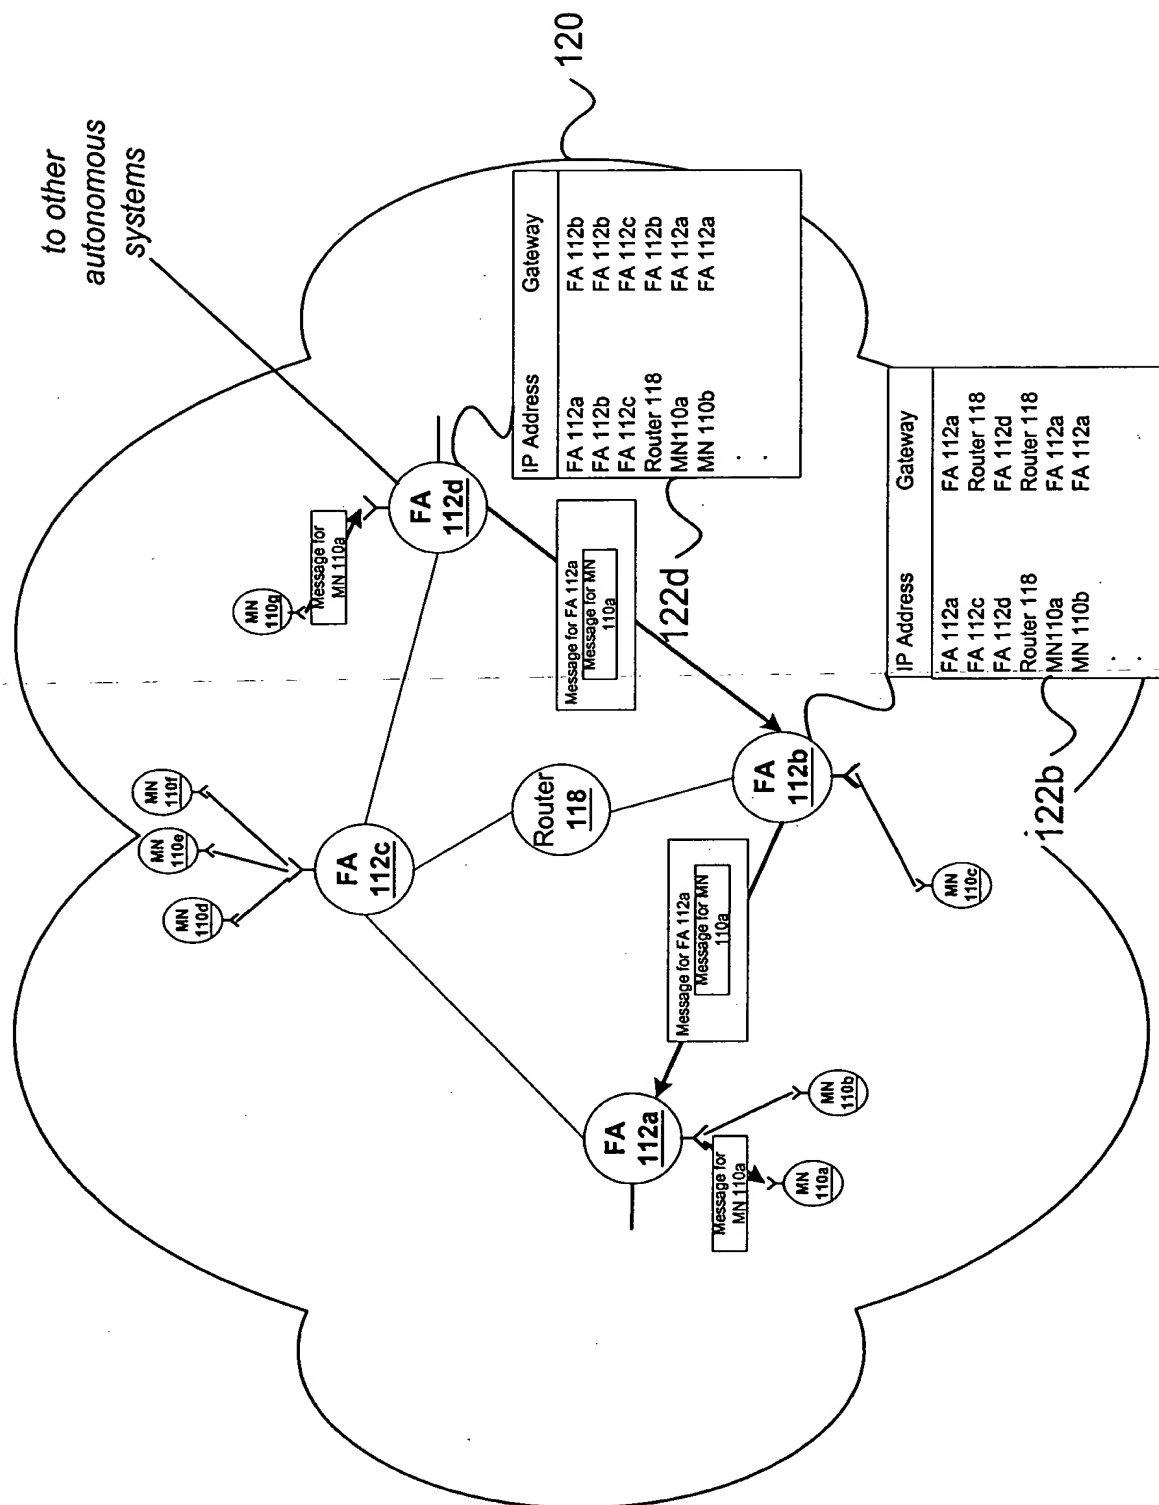 to other
autonomous
systems
120
MN
110g
Message for
MN 110a
FA
112d
IP Address Gateway
FA 112a FA 112b
FA 112b FA 112b
FA 112c FA 112c
Router 118 FA 112b
MN110a FA 112a
MN 110b FA 112a
.
.
122d
Message for FA 112a
Message for MN
110a
MN
110f
MN
110e
MN
110d
FA
112c
Router
118
FA
112b
IP Address Gateway
FA 112a FA 112a
FA 112c Router 118
FA 112d FA 112d
Router 118 Router 118
MN110a FA 112a
MN 110b FA 112a
.
.
122b
MN
110c
Message for FA 112a
Message for MN
110a
FA
112a
MN
110b
Message for
MN 110a
MN
110a